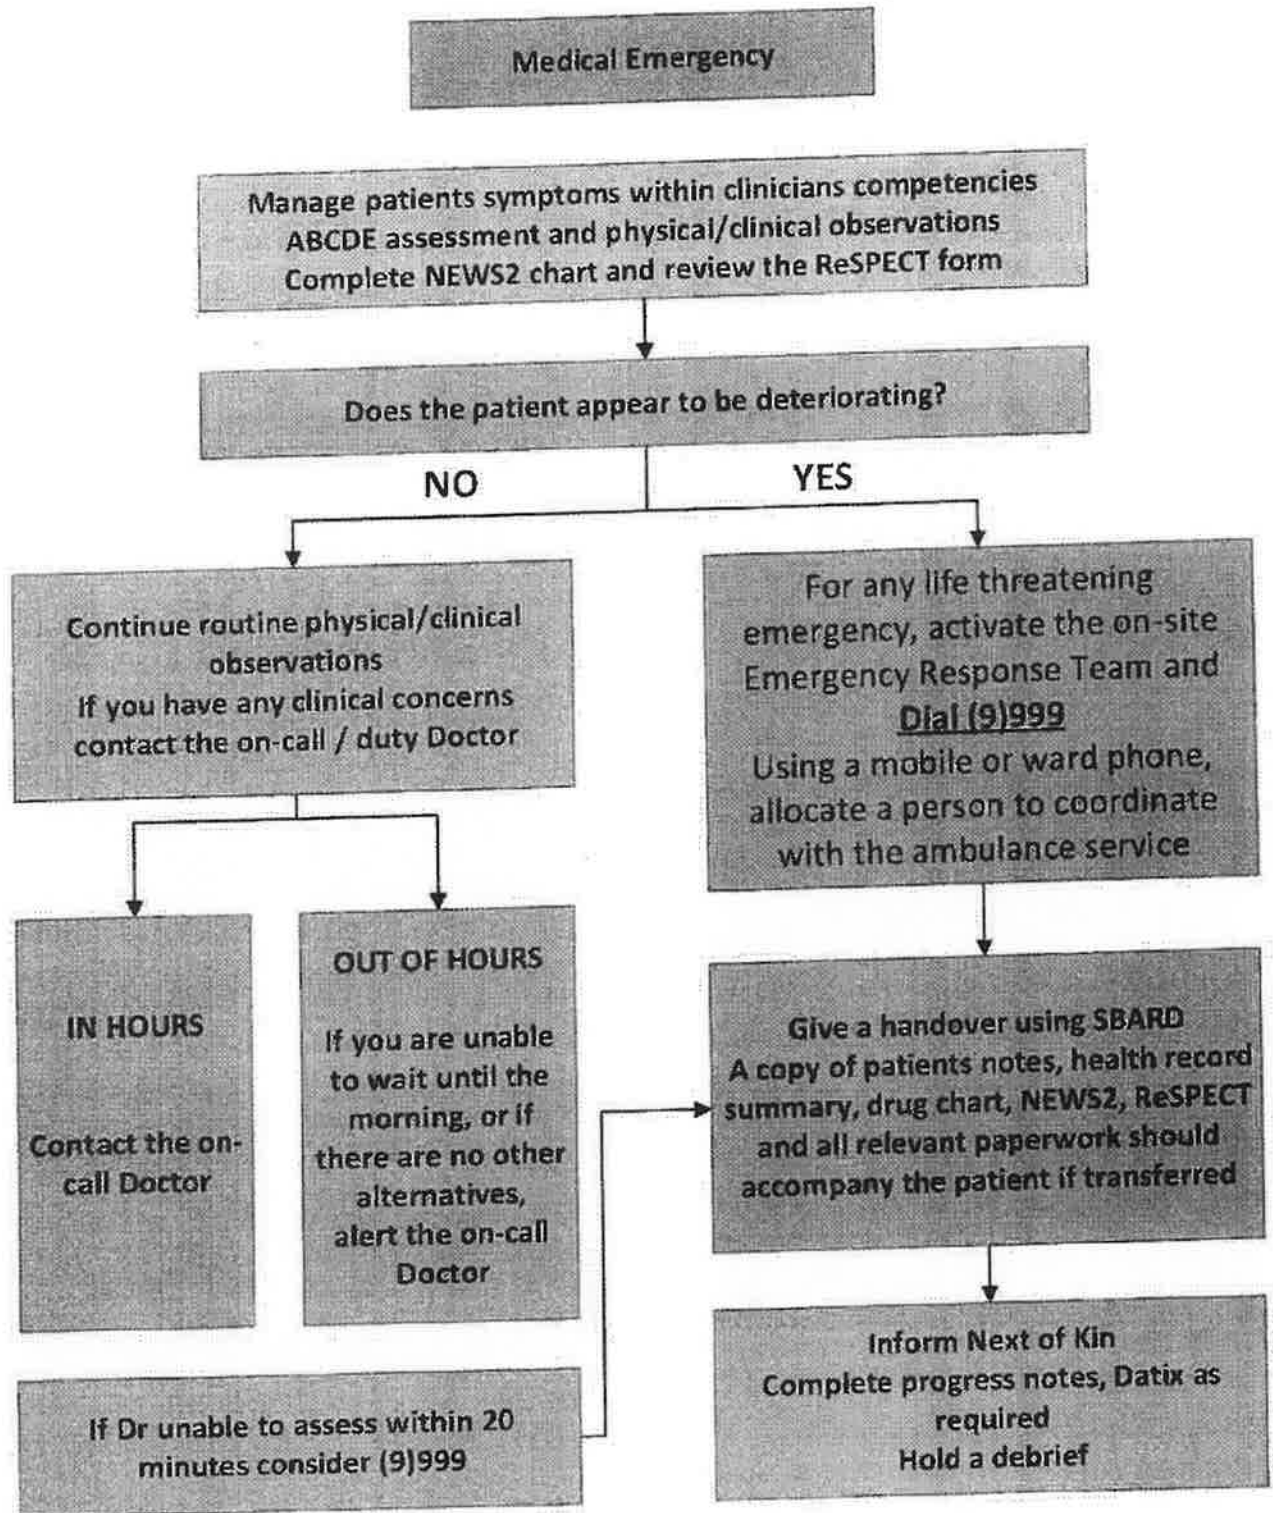 Medical Emergency
Manage patients symptoms within clinicians competencies
ABCDE assessment and physical/clinical observations
Complete NEWS2 chart and review the ReSPECT form
Does the patient appear to be deteriorating?
NO
YES
Continue routine physical/clinical
observations
If you have any clinical concerns
contact the on-call / duty Doctor
For any life threatening
emergency, activate the on-site
Emergency Response Team and
Dial (9)999
Using a mobile or ward phone,
allocate a person to coordinate
with the ambulance service
IN HOURS
Contact the on-
call Doctor
OUT OF HOURS
If you are unable
to wait until the
morning, or if
there are no other
alternatives,
alert the on-call
Doctor
Give a handover using SBARD
A copy of patients notes, health record
summary, drug chart, NEWS2, ReSPECT
and all relevant paperwork should
accompany the patient if transferred
If Dr unable to assess within 20
minutes consider (9)999
Inform Next of Kin
Complete progress notes, Datix as
required
Hold a debrief